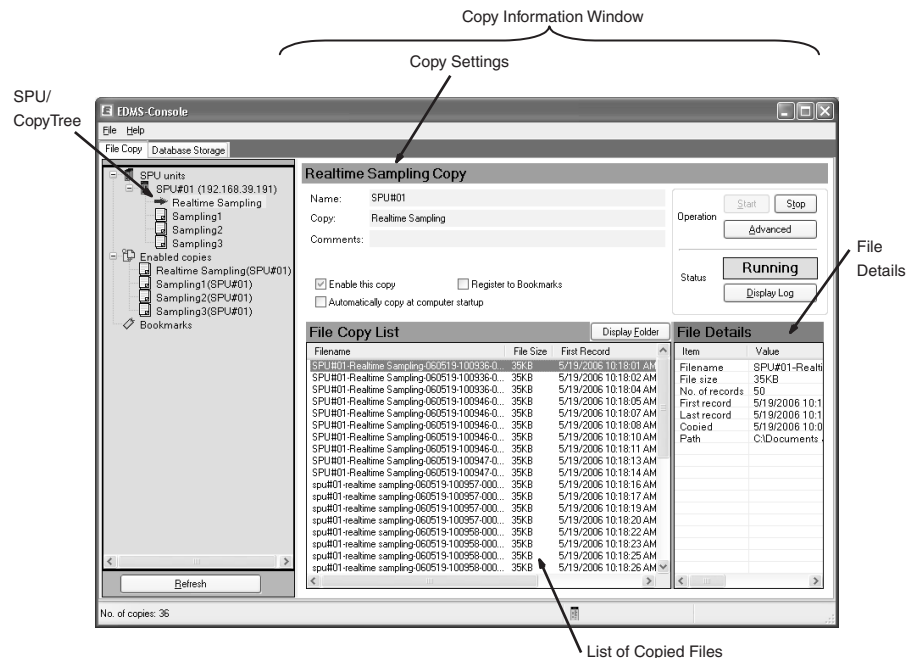 Copy Information Window
Copy Settings
SPU/
CopyTree
EDMS-Console
File Help
File Copy Database Storage
SPU units
SPU#01 (192.168.39.191)
Realtime Sampling
Sampling1
Sampling2
Sampling3
Enabled copies
Realtime Sampling(SPU#01)
Sampling1(SPU#01)
Sampling2(SPU#01)
Sampling3(SPU#01)
Bookmarks
Refresh
No. of copies: 36
Realtime Sampling Copy
Name: SPU#01
Copy: Realtime Sampling
Comments:
Enable this copy Register to Bookmarks
Automatically copy at computer startup
Operation Start Stop
Advanced
Status Running
Display Log
File
Details
File Copy List Display Folder
Filename File Size First Record
SPU#01-Realtime Sampling-060519-100936-0... 35KB 5/19/2006 10:18:01 AM
SPU#01-Realtime Sampling-060519-100936-0... 35KB 5/19/2006 10:18:02 AM
SPU#01-Realtime Sampling-060519-100936-0... 35KB 5/19/2006 10:18:04 AM
SPU#01-Realtime Sampling-060519-100946-0... 35KB 5/19/2006 10:18:05 AM
SPU#01-Realtime Sampling-060519-100946-0... 35KB 5/19/2006 10:18:07 AM
SPU#01-Realtime Sampling-060519-100946-0... 35KB 5/19/2006 10:18:08 AM
SPU#01-Realtime Sampling-060519-100946-0... 35KB 5/19/2006 10:18:10 AM
SPU#01-Realtime Sampling-060519-100946-0... 35KB 5/19/2006 10:18:11 AM
SPU#01-Realtime Sampling-060519-100947-0... 35KB 5/19/2006 10:18:13 AM
SPU#01-Realtime Sampling-060519-100947-0... 35KB 5/19/2006 10:18:14 AM
spu#01-realtime sampling-060519-100957-000... 35KB 5/19/2006 10:18:16 AM
spu#01-realtime sampling-060519-100957-000... 35KB 5/19/2006 10:18:17 AM
spu#01-realtime sampling-060519-100957-000... 35KB 5/19/2006 10:18:19 AM
spu#01-realtime sampling-060519-100957-000... 35KB 5/19/2006 10:18:20 AM
spu#01-realtime sampling-060519-100958-000... 35KB 5/19/2006 10:18:22 AM
spu#01-realtime sampling-060519-100958-000... 35KB 5/19/2006 10:18:23 AM
spu#01-realtime sampling-060519-100958-000... 35KB 5/19/2006 10:18:25 AM
spu#01-realtime sampling-060519-100958-000... 35KB 5/19/2006 10:18:26 AM
File Details
Item Value
Filename SPU#01-Realti
File size 35KB
No. of records 50
First record 5/19/2006 10:1
Last record 5/19/2006 10:1
Copied 5/19/2006 10:0
Path C:\Documents
List of Copied Files